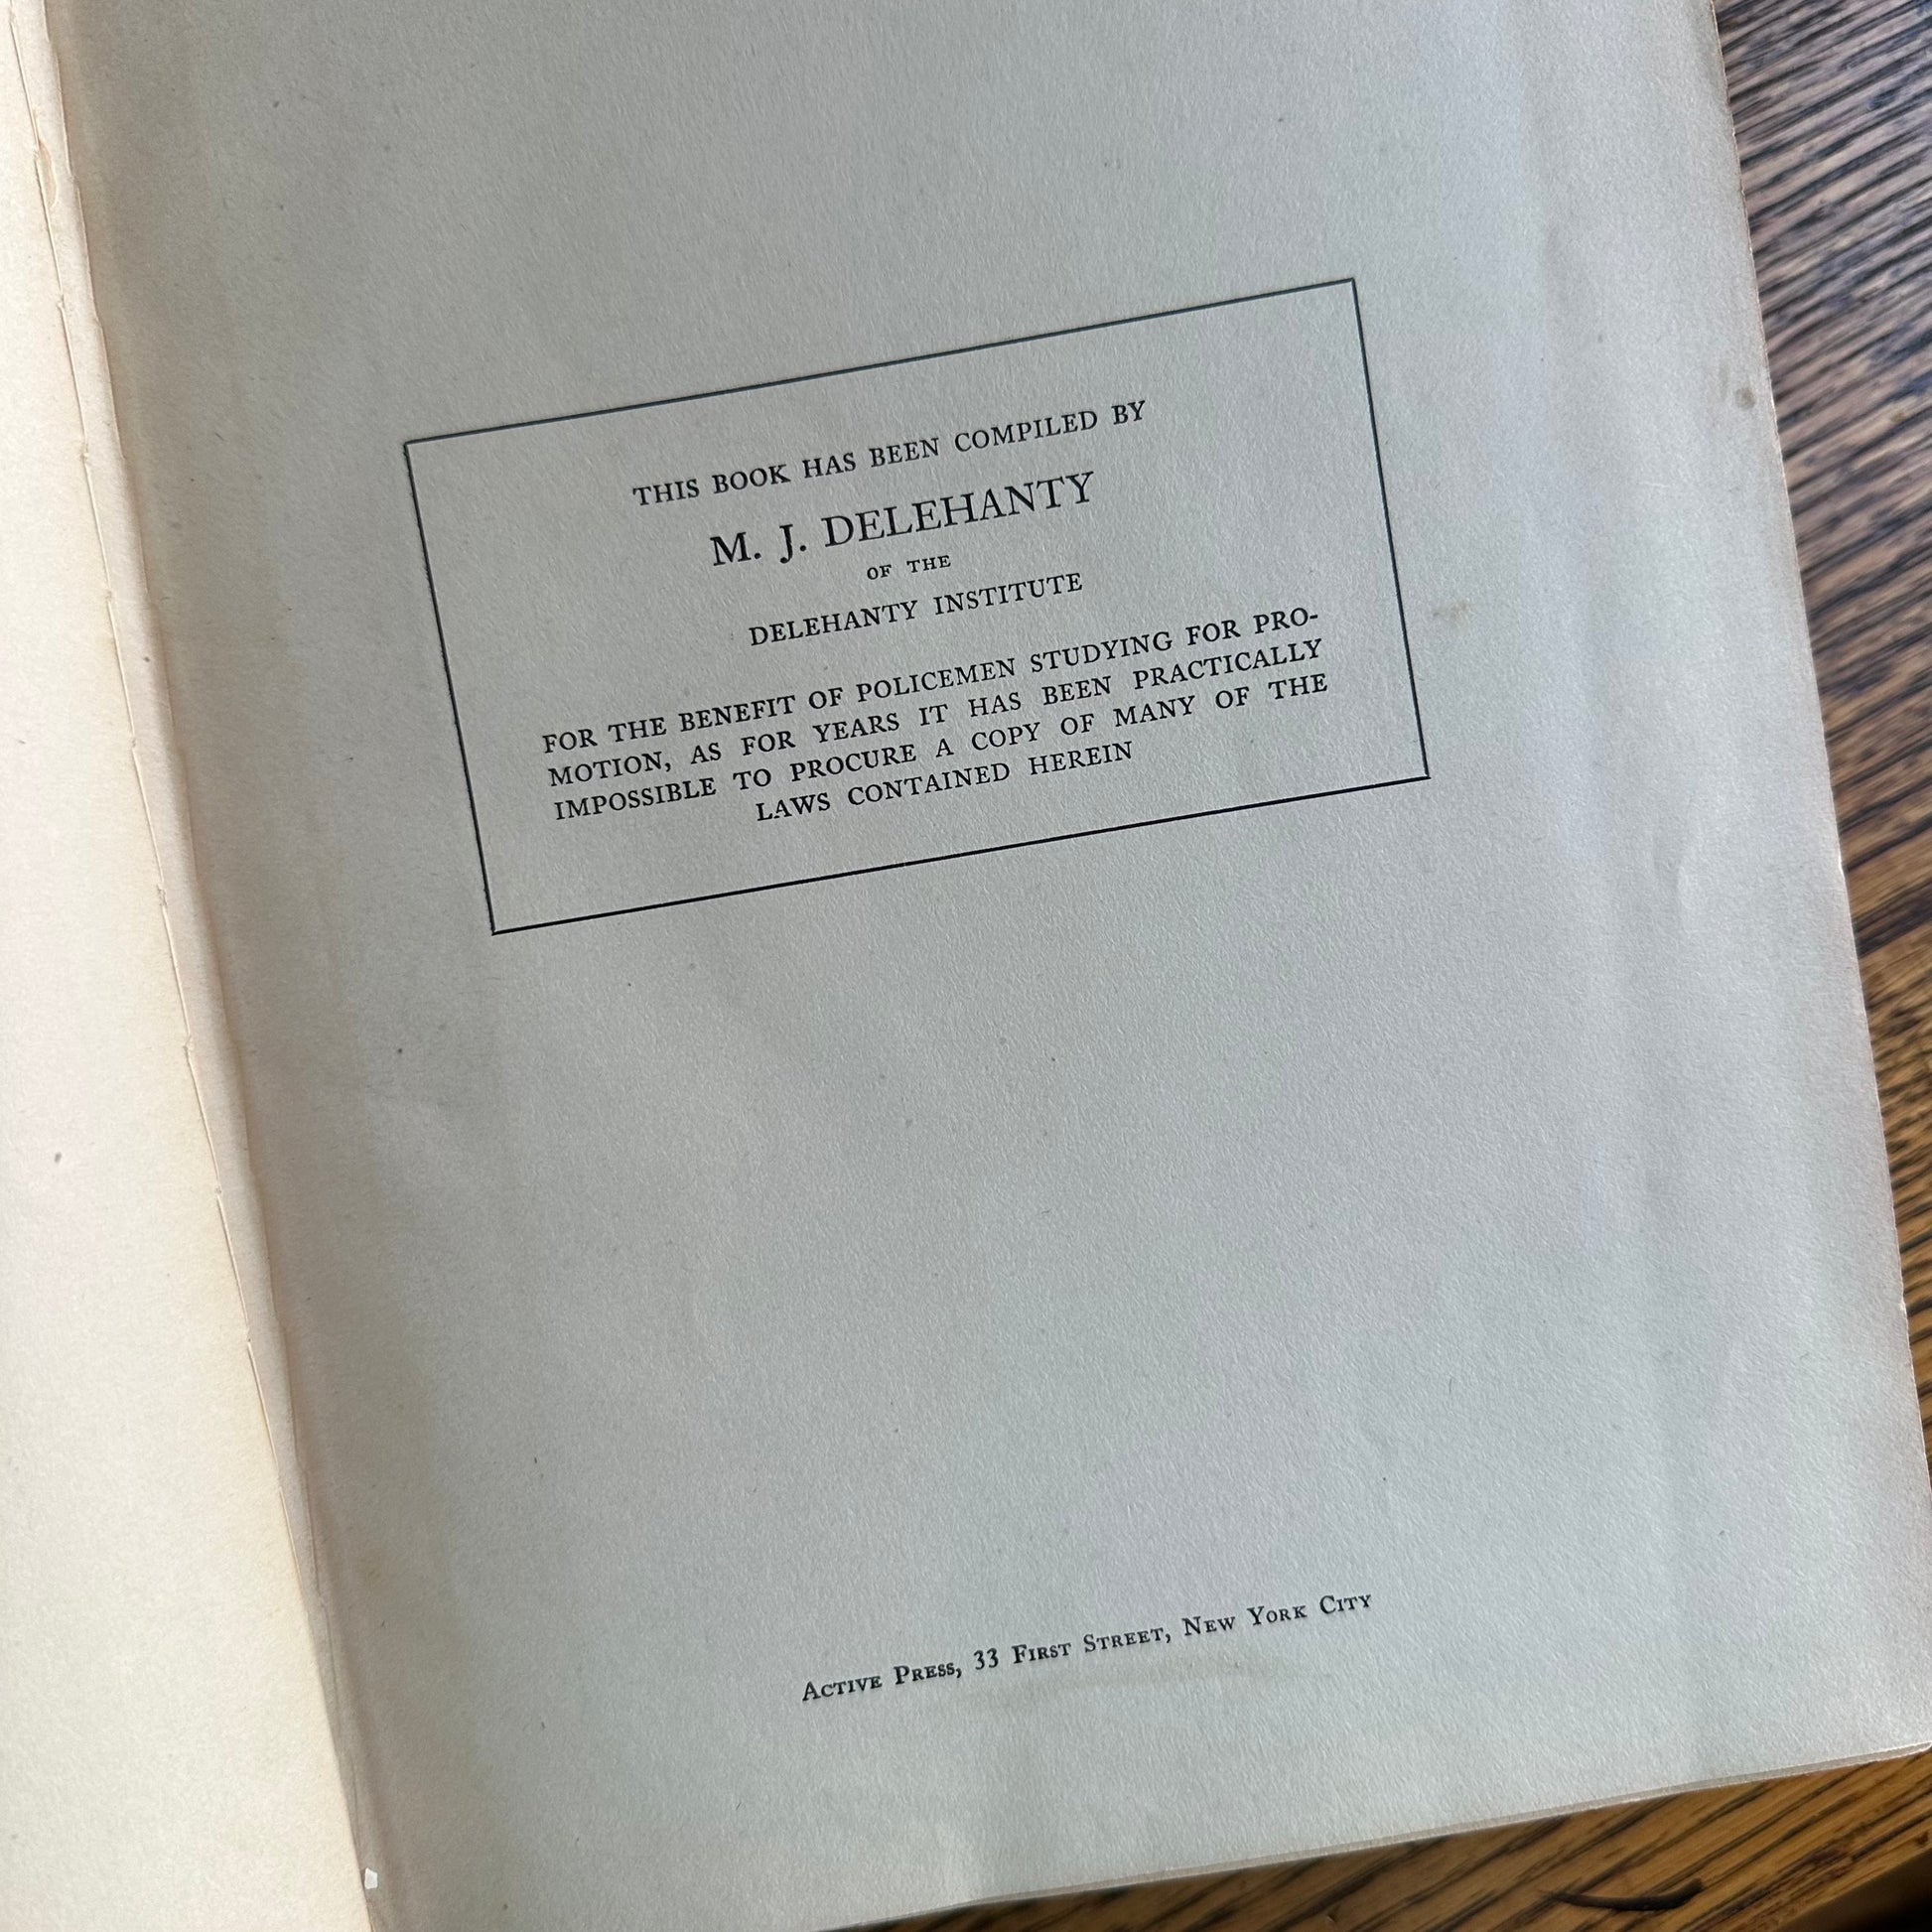 THIS BOOK HAS BEEN COMPILED BY
M. J. DELEHANTY
OF THE
DELEHANTY INSTITUTE
FOR THE BENEFIT OF POLICEMEN STUDYING FOR PRO-
MOTION, AS FOR YEARS IT HAS BEEN PRACTICALLY
IMPOSSIBLE TO PROCURE A COPY OF MANY OF THE
LAWS CONTAINED HEREIN
Active Press, 33 First Street, New York City